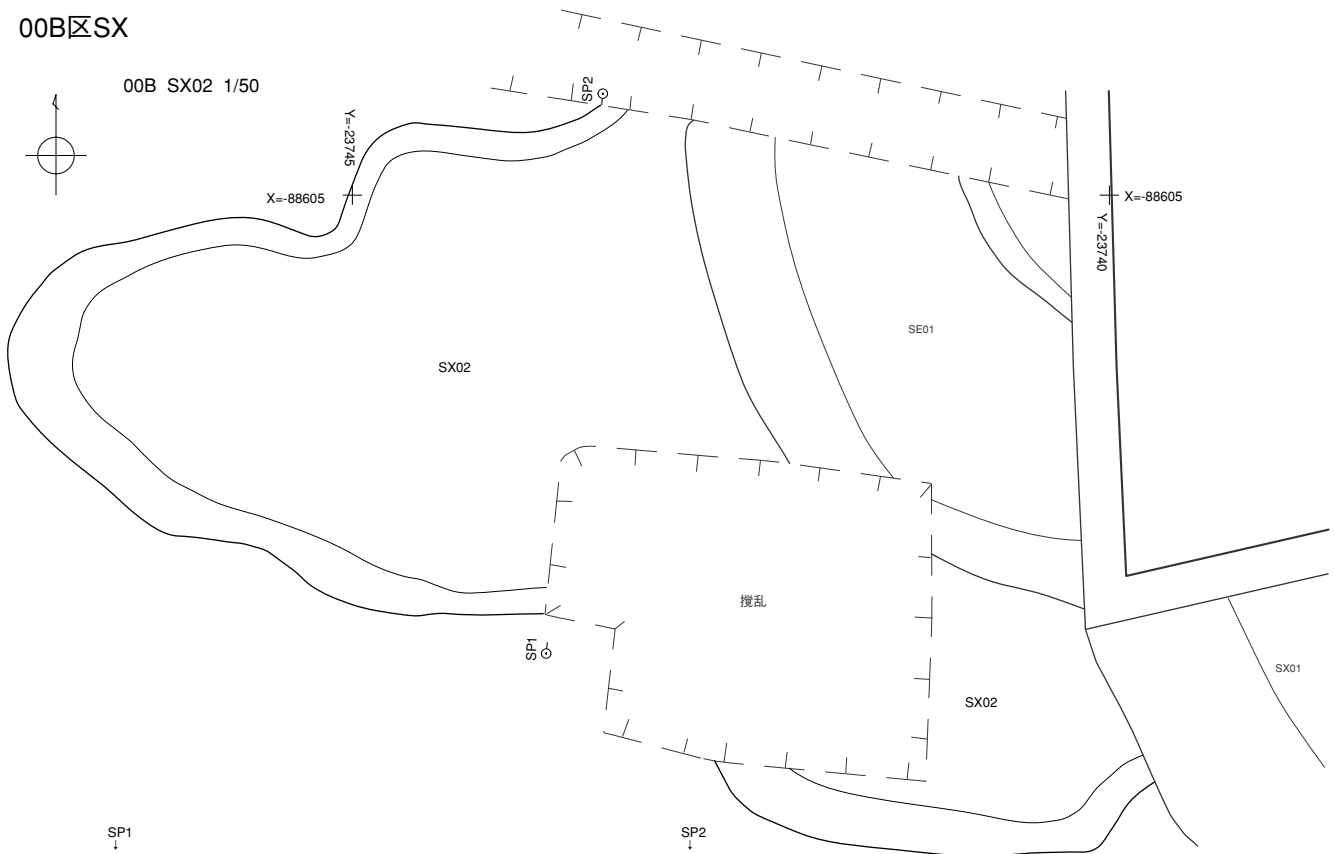 00B区SX
00B SX02 1/50
SP2
Y=-23745
X=-88605
X=-88605
Y=-23740
SE01
SX02
撹乱
SP1
SX01
SX02
SP1
SP2